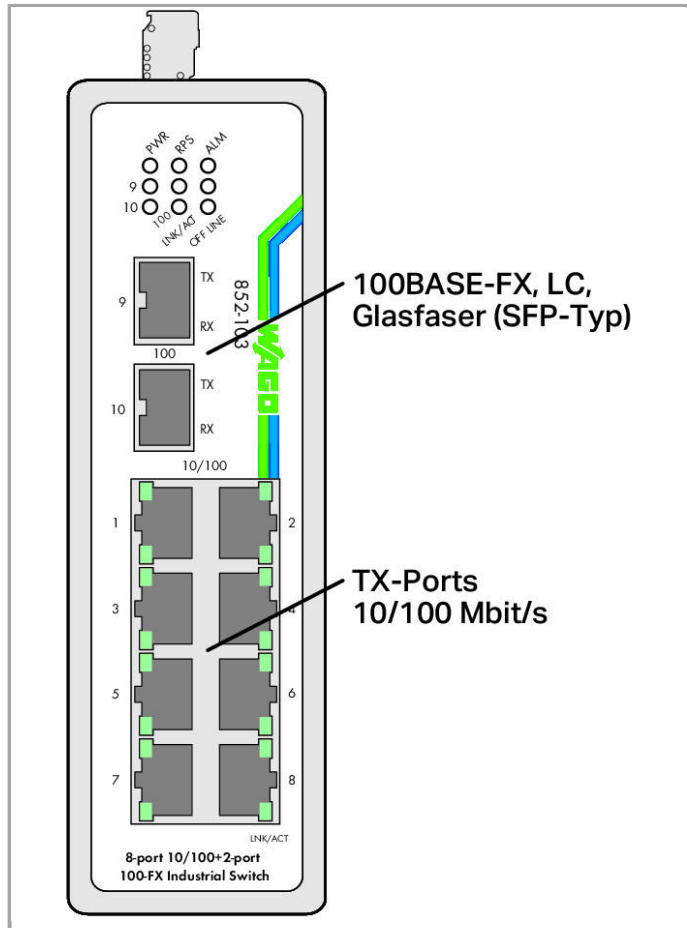 PWR RPS ALM
9
10
100 LNK/ACT OFF LINE
9 TX
RX
100
10 TX
RX
852-103
WAGO
10/100
1 2
3 4
5 6
7 8
LNK/ACT
8-port 10/100+2-port
100-FX Industrial Switch
100BASE-FX, LC,
Glasfaser (SFP-Typ)
TX-Ports
10/100 Mbit/s